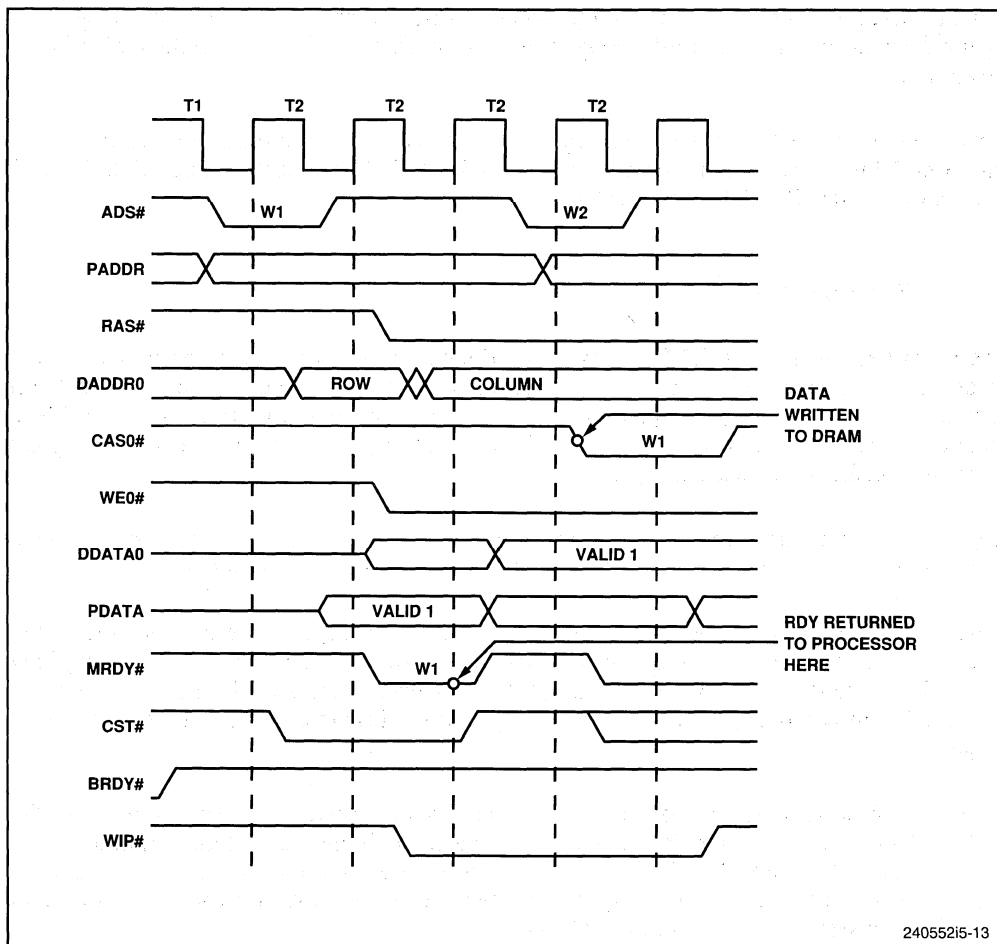 T1 T2 T2 T2 T2
ADS# W1 W2
PADDR
RAS#
DADDR0 ROW COLUMN
DATA
WRITTEN
TO DRAM
CAS0# W1
WE0#
DDATA0 VALID 1
PDATA VALID 1
RDY RETURNED
TO PROCESSOR
HERE
MRDY# W1
CST#
BRDY#
WIP#
240552i5-13